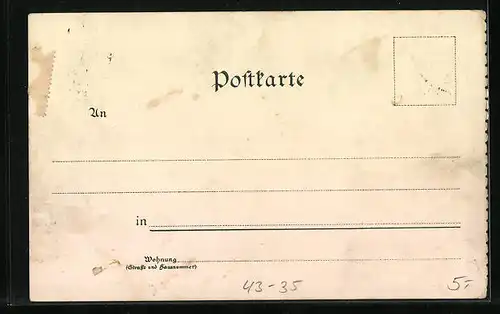 Postkarte
An
in
Wohnung
(Straße und Hausnummer)
43-35 5,-